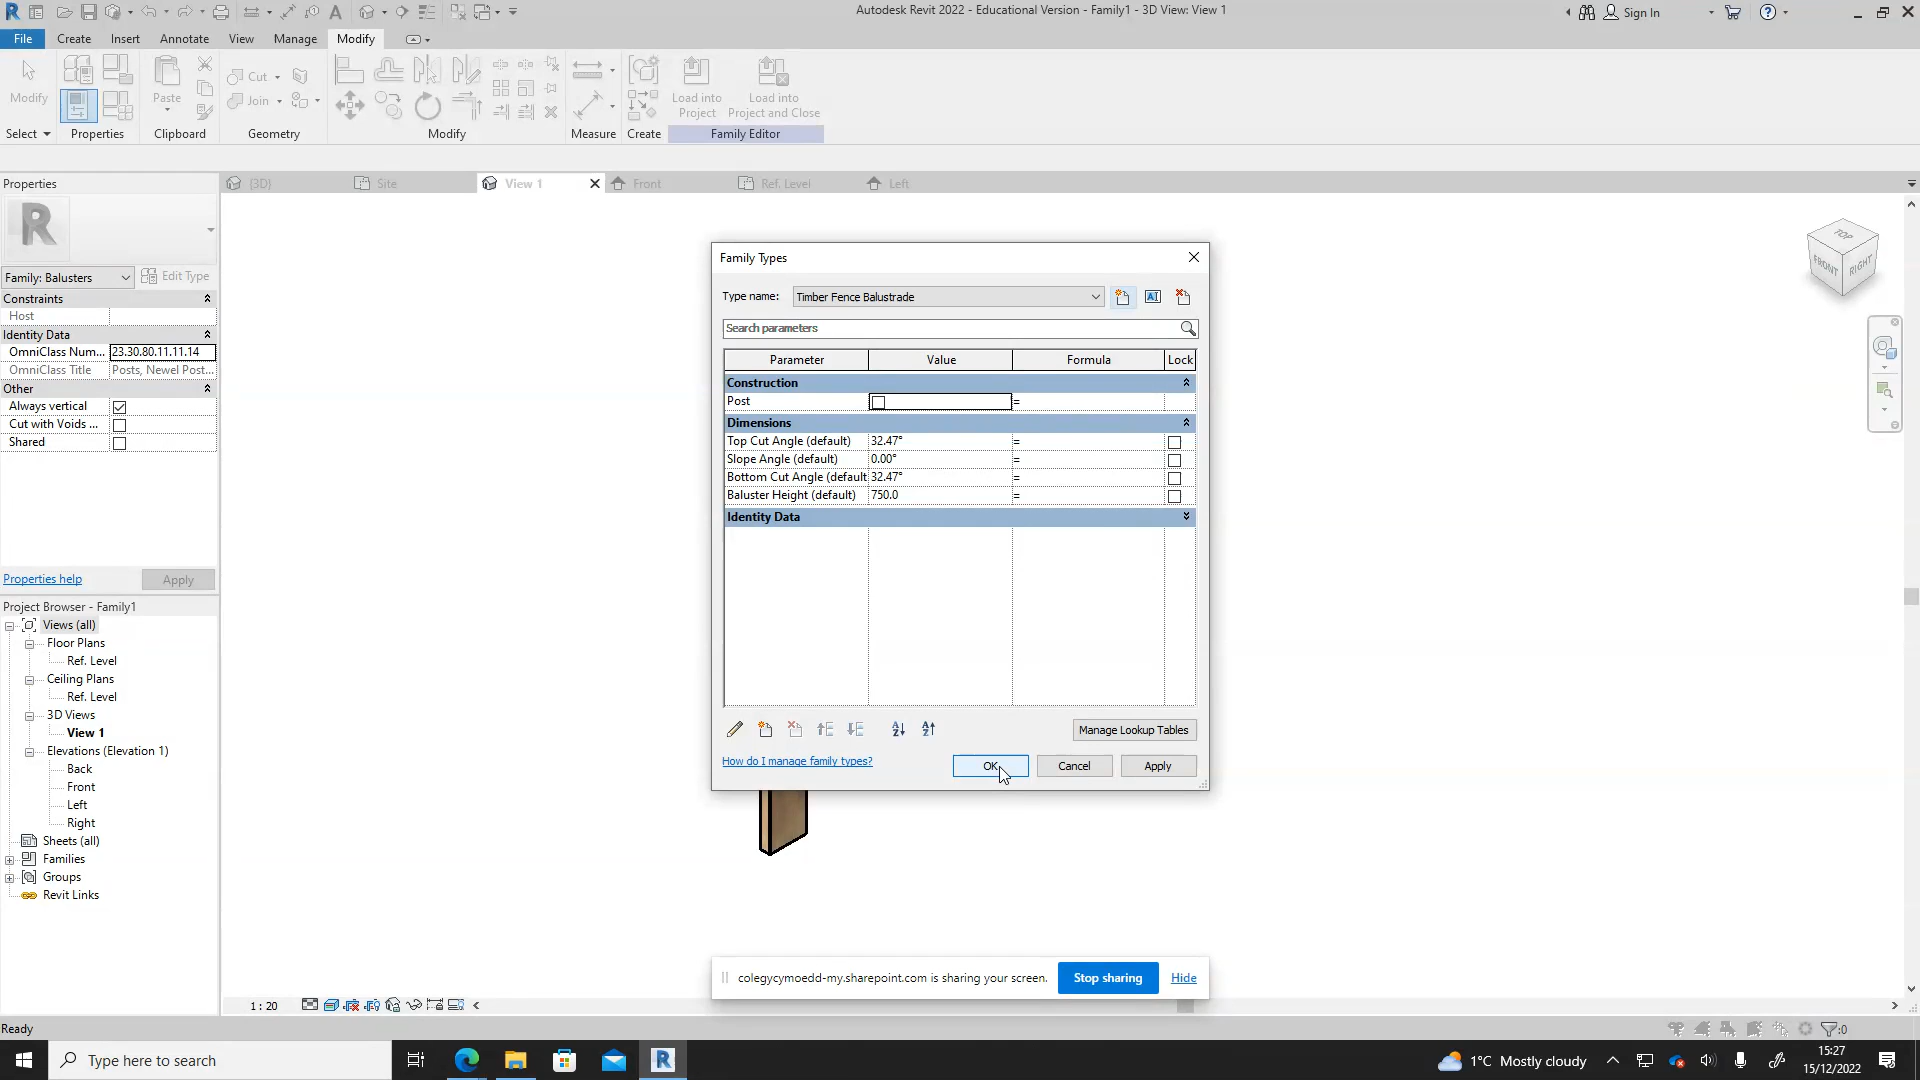 Autodesk Revit 2022 - Educational Version - Family1 - 3D View: View 1
Sign In
File Create Insert Annotate View Manage Modify
Modify
Paste
Cut
Join
Load into
Project
Load into
Project and Close
Select Properties Clipboard Geometry Modify Measure Create Family Editor
Properties
{3D} Site View 1 Front Ref. Level Left
R
Family: Balusters
Edit Type
Constraints
Host
Identity Data
OmniClass Num... 23.30.80.11.11.14
OmniClass Title Posts, Newel Post...
Other
Always vertical
Cut with Voids ...
Shared
Properties help
Apply
Project Browser - Family1
Views (all)
Floor Plans
Ref. Level
Ceiling Plans
Ref. Level
3D Views
View 1
Elevations (Elevation 1)
Back
Front
Left
Right
Sheets (all)
Families
Groups
Revit Links
Family Types
Type name: Timber Fence Balustrade
Search parameters
Parameter Value Formula Lock
Construction
Post =
Dimensions
Top Cut Angle (default) 32.47° =
Slope Angle (default) 0.00° =
Bottom Cut Angle (default 32.47° =
Baluster Height (default) 750.0 =
Identity Data
Manage Lookup Tables
How do I manage family types?
OK Cancel Apply
TOP
FRONT RIGHT
colegycymoedd-my.sharepoint.com is sharing your screen. Stop sharing Hide
1 : 20
Ready
:0
Type here to search
1°C Mostly cloudy
15:27
15/12/2022